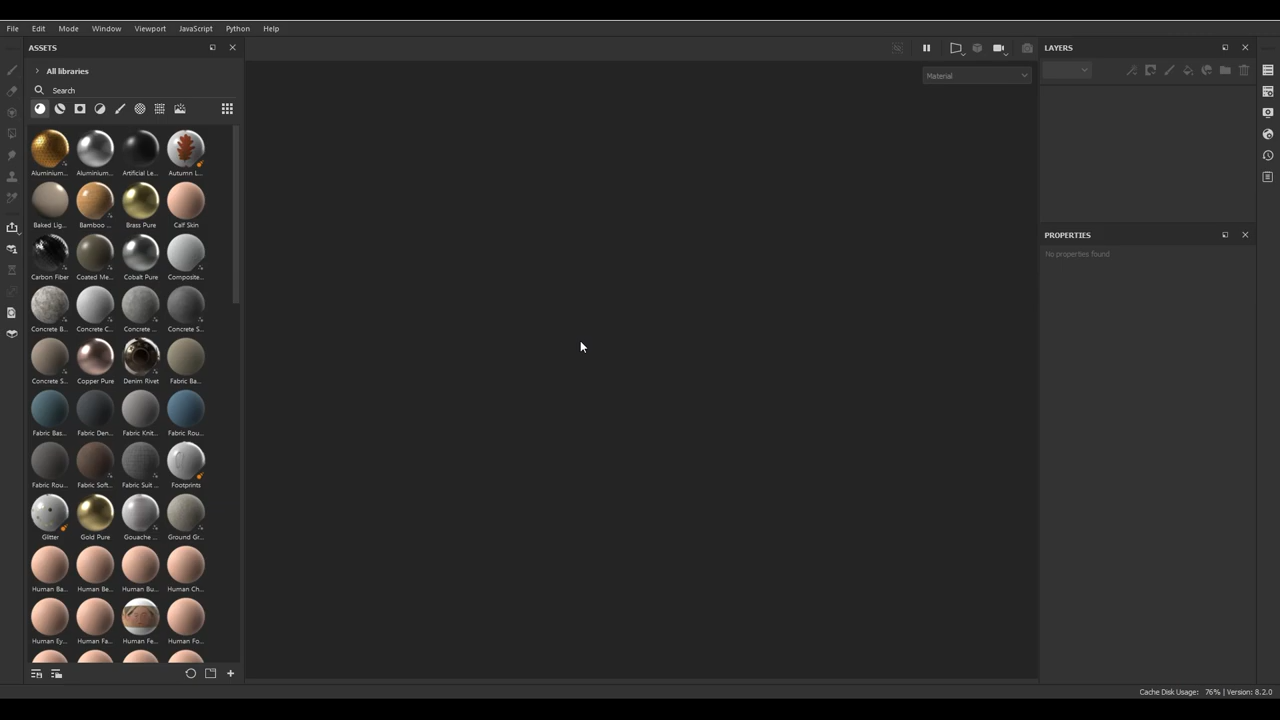 File Edit Mode Window Viewport JavaScript Python Help
ASSETS
All libraries
Search
Aluminium... Aluminium... Artificial Le... Autumn L...
Baked Lig... Bamboo ... Brass Pure Calf Skin
Carbon Fiber Coated Me... Cobalt Pure Composite...
Concrete B... Concrete C... Concrete ... Concrete S...
Concrete S... Copper Pure Denim Rivet Fabric Ba...
Fabric Bas... Fabric Den... Fabric Knit... Fabric Rou...
Fabric Rou... Fabric Soft... Fabric Suit ... Footprints
Glitter Gold Pure Gouache ... Ground Gr...
Human Ba... Human Be... Human Bu... Human Ch...
Human Ey... Human Fa... Human Fe... Human Fo...
Material
LAYERS
PROPERTIES
No properties found
Cache Disk Usage: 76% | Version: 8.2.0